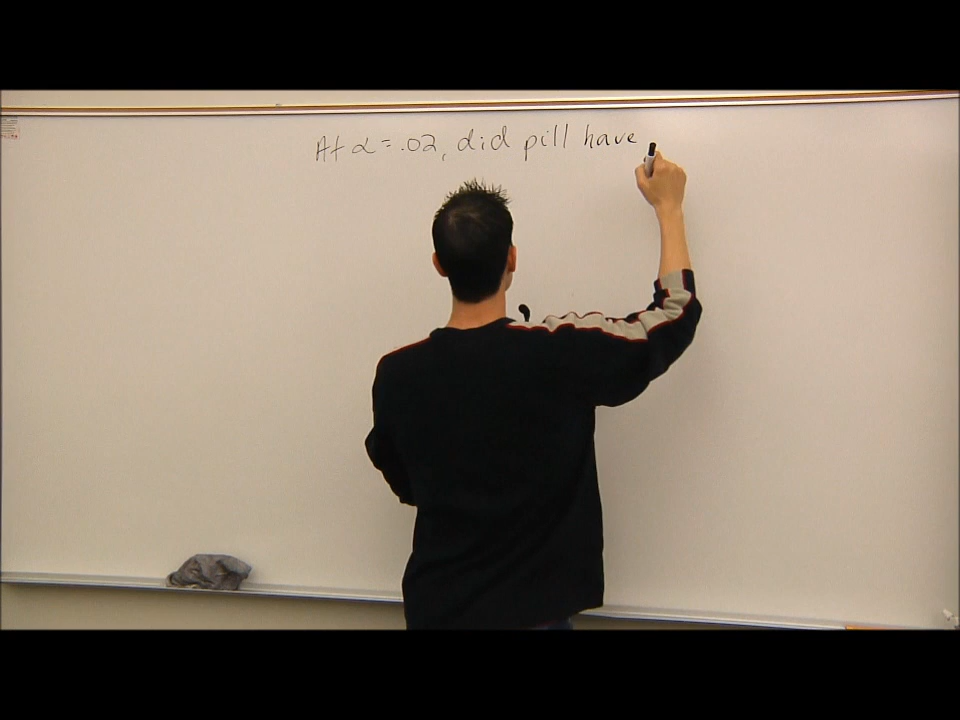 At α = .02, did pill have